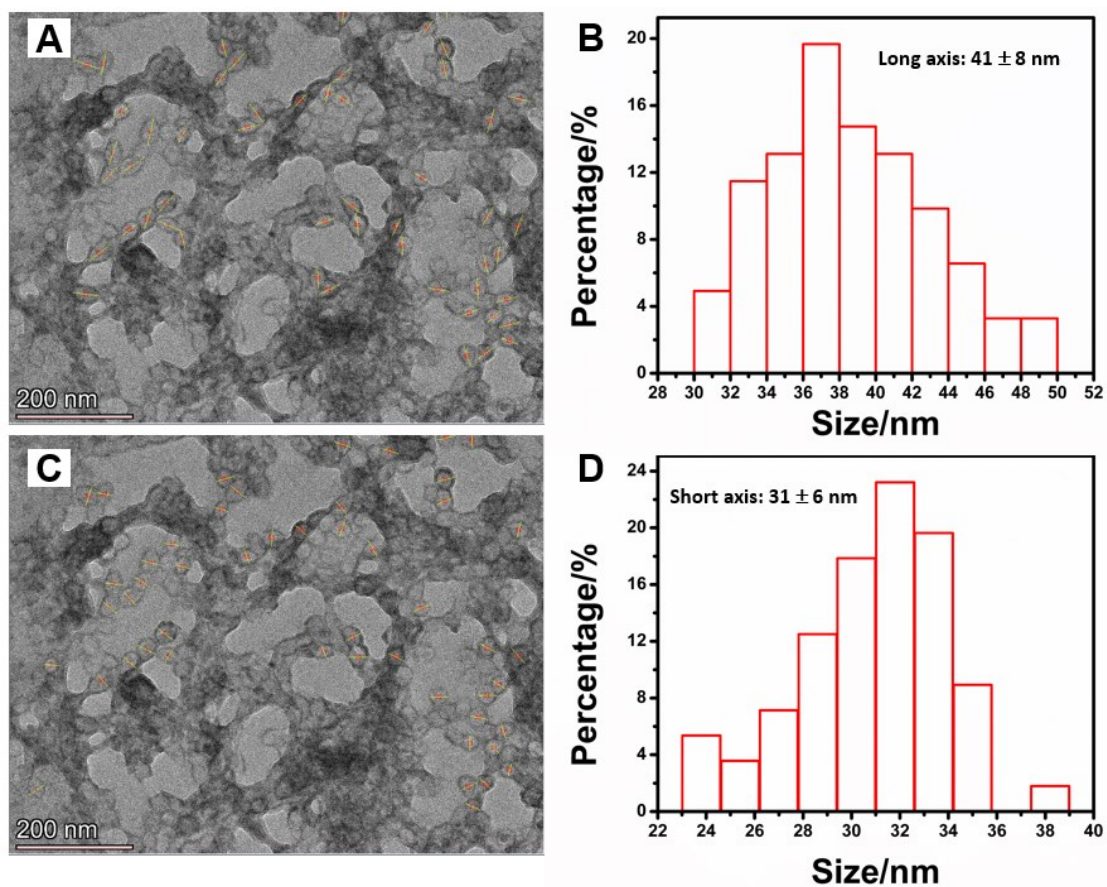 A
200 nm
B
Long axis: 41 ± 8 nm
Percentage/%
20
16
12
8
4
0
28 30 32 34 36 38 40 42 44 46 48 50 52
Size/nm
C
200 nm
D
Short axis: 31 ± 6 nm
Percentage/%
24
20
16
12
8
4
0
22 24 26 28 30 32 34 36 38 40
Size/nm